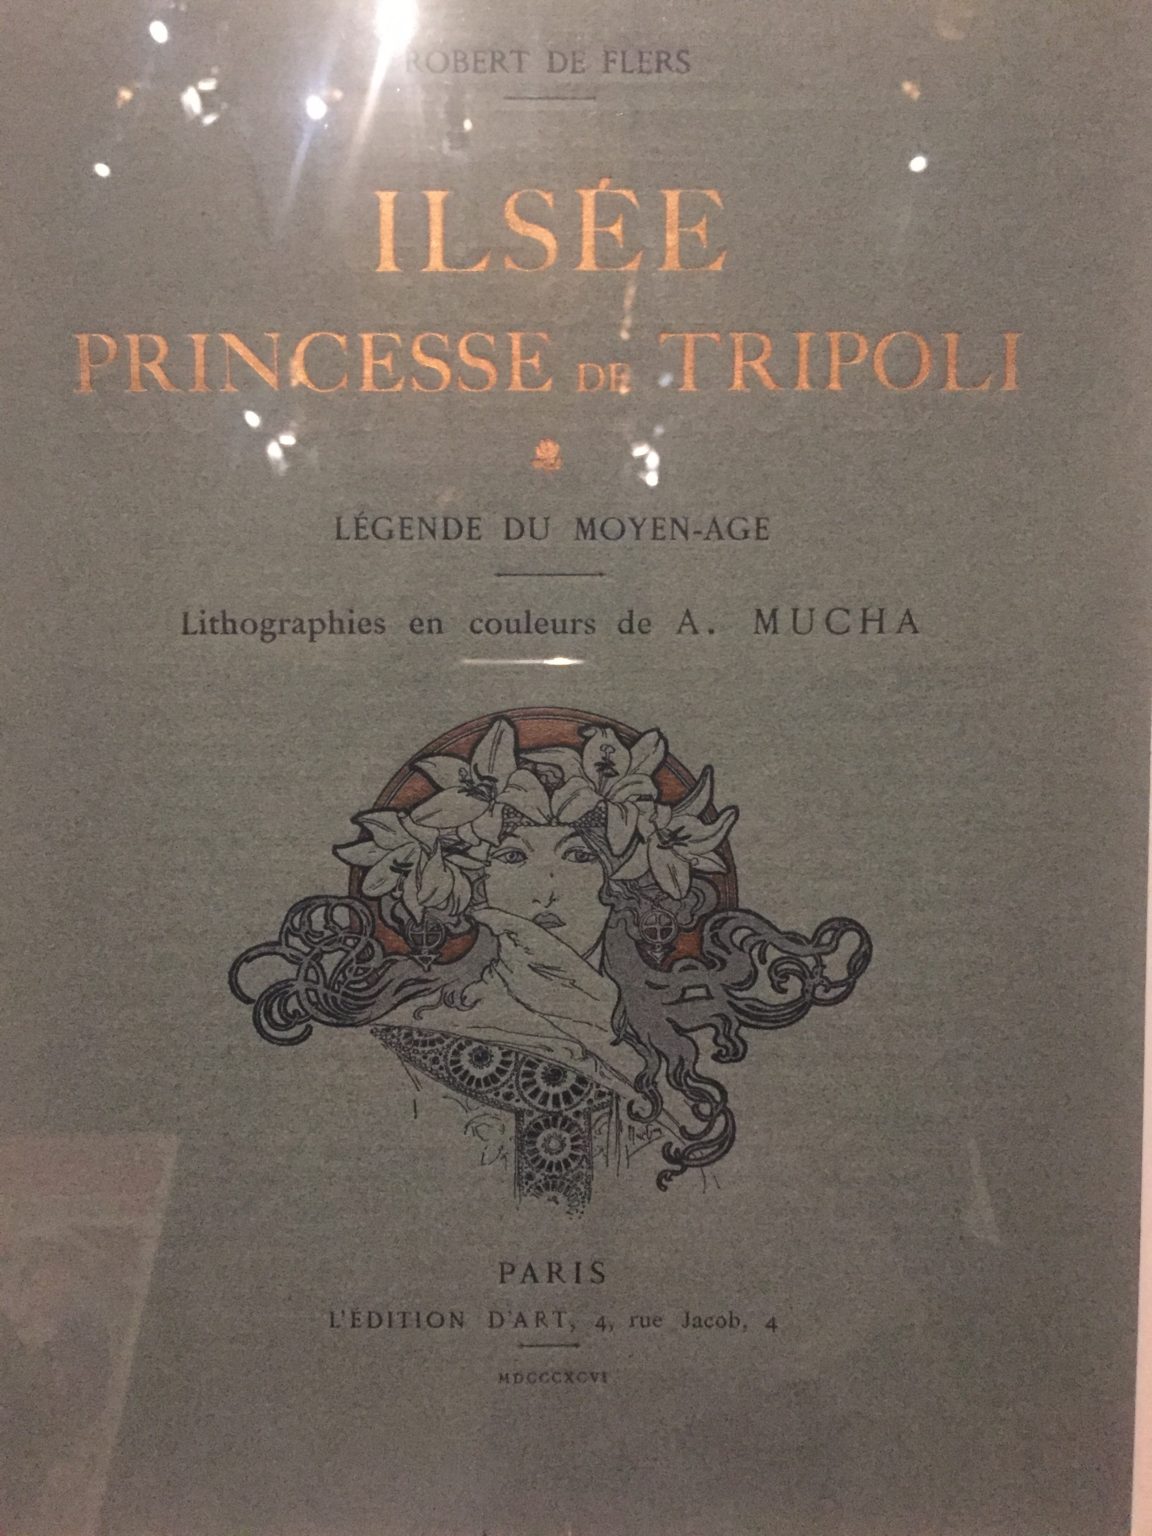 ROBERT DE FLERS
ILSÉE
PRINCESSE DE TRIPOLI
LÉGENDE DU MOYEN-AGE
Lithographies en couleurs de A. MUCHA
PARIS
L'ÉDITION D'ART, 4, rue Jacob, 4
MDCCCXCVI